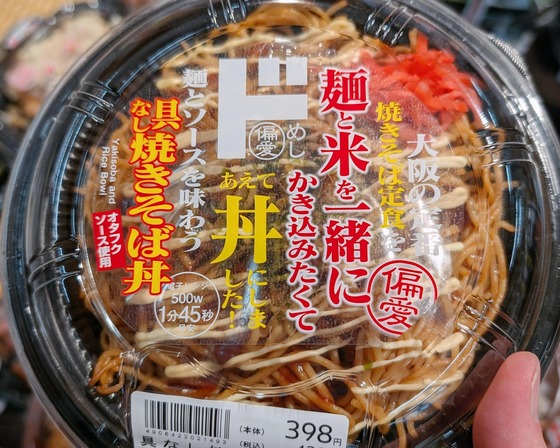 大阪の定番
焼きそば定食を
偏愛
麺と米を一緒に
かき込みたくて
あえて
丼
にしま
した!
ド
偏愛
めし
麺とソースを味わう
具なし焼きそば丼
Yakisoba and
Rice Bowl
オタフク
ソース使用
電子レンジ
500w
1分45秒
目安
4908422021493
(本体)
398円
(税込)
具な